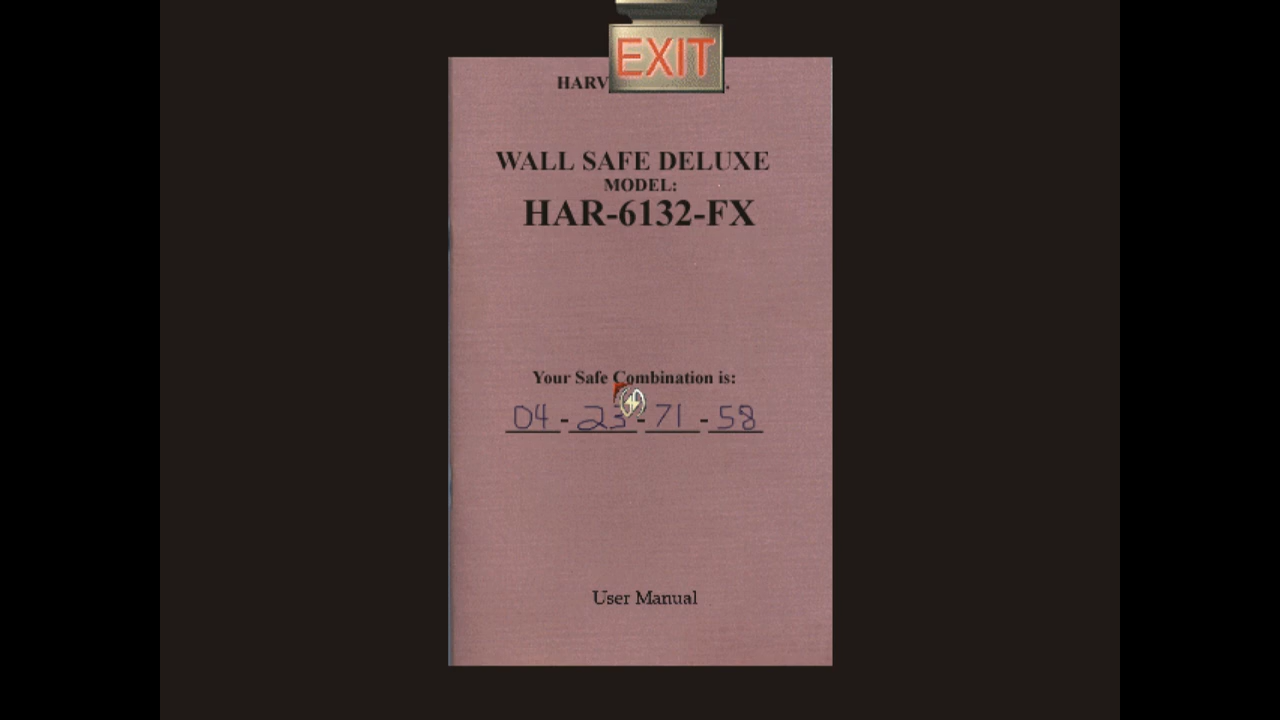 EXIT
WALL SAFE DELUXE
MODEL:
HAR-6132-FX
Your Safe Combination is:
04 - 23 - 71 - 58
User Manual